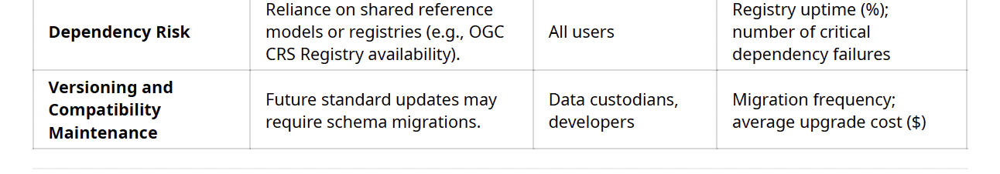 Dependency Risk
Reliance on shared reference
models or registries (e.g., OGC
CRS Registry availability).
All users
Registry uptime (%);
number of critical
dependency failures
Versioning and
Compatibility
Maintenance
Future standard updates may
require schema migrations.
Data custodians,
developers
Migration frequency;
average upgrade cost ($)